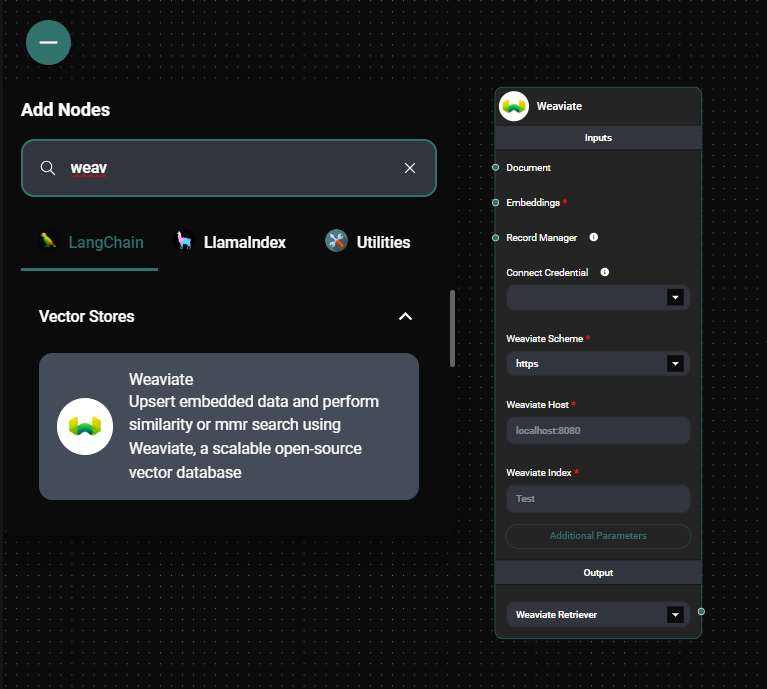 Add Nodes
weav
LangChain
LlamaIndex
Utilities
Vector Stores
Weaviate
Upsert embedded data and perform
similarity or mmr search using
Weaviate, a scalable open-source
vector database
Weaviate
Inputs
Document
Embeddings *
Record Manager
Connect Credential
Weaviate Scheme *
https
Weaviate Host *
localhost:8080
Weaviate Index *
Test
Additional Parameters
Output
Weaviate Retriever